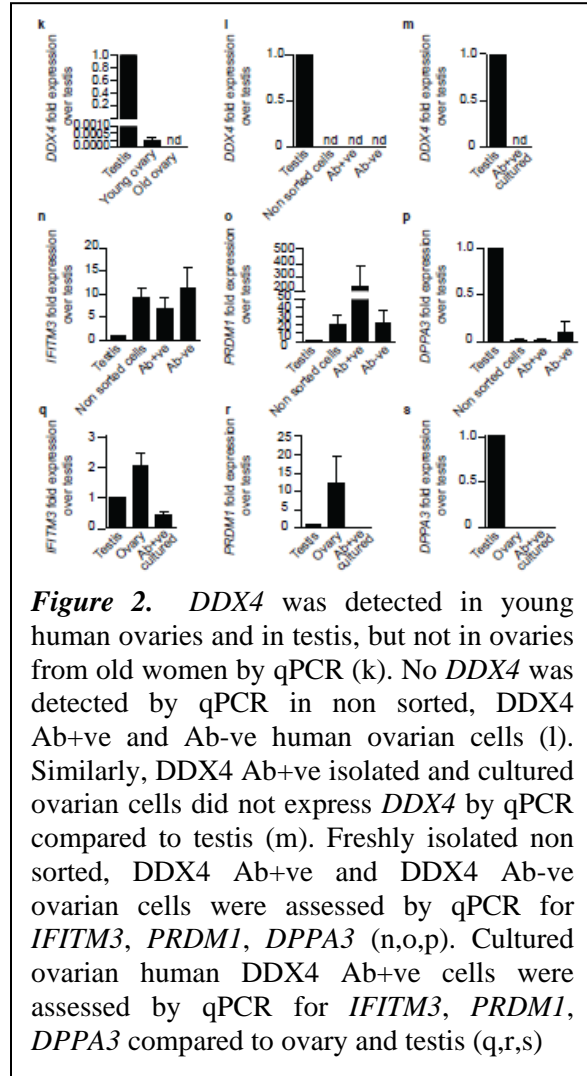 k
DDX4 fold expression
over testis
1.0
0.8
0.6
0.4
0.2
0.0010
0.0005
0.0000
nd
Testis
Young ovary
Old ovary
l
DDX4 fold expression
over testis
1.0
0.5
0
nd nd nd
Testis
Non sorted cells
Ab+ve
Ab-ve
m
DDX4 fold expression
over testis
1.0
0.5
0
nd
Testis
Ab+ve
cultured
n
IFITM3 fold expression
over testis
20
15
10
5
0
Testis
Non sorted cells
Ab+ve
Ab-ve
o
PRDM1 fold expression
over testis
500
400
300
200
100
50
40
30
20
10
0
Testis
Non sorted cells
Ab+ve
Ab-ve
p
DPPA3 fold expression
over testis
1.0
0.5
0
Testis
Non sorted cells
Ab+ve
Ab-ve
q
IFITM3 fold expression
over testis
3
2
1
0
Testis
Ovary
Ab+ve
cultured
r
PRDM1 fold expression
over testis
25
20
15
10
5
0
Testis
Ovary
Ab+ve
cultured
s
DPPA3 fold expression
over testis
1.0
0.5
0
Testis
Ovary
Ab+ve
cultured
Figure 2. DDX4 was detected in young
human ovaries and in testis, but not in ovaries
from old women by qPCR (k). No DDX4 was
detected by qPCR in non sorted, DDX4
Ab+ve and Ab-ve human ovarian cells (l).
Similarly, DDX4 Ab+ve isolated and cultured
ovarian cells did not express DDX4 by qPCR
compared to testis (m). Freshly isolated non
sorted, DDX4 Ab+ve and DDX4 Ab-ve
ovarian cells were assessed by qPCR for
IFITM3, PRDM1, DPPA3 (n,o,p). Cultured
ovarian human DDX4 Ab+ve cells were
assessed by qPCR for IFITM3, PRDM1,
DPPA3 compared to ovary and testis (q,r,s)